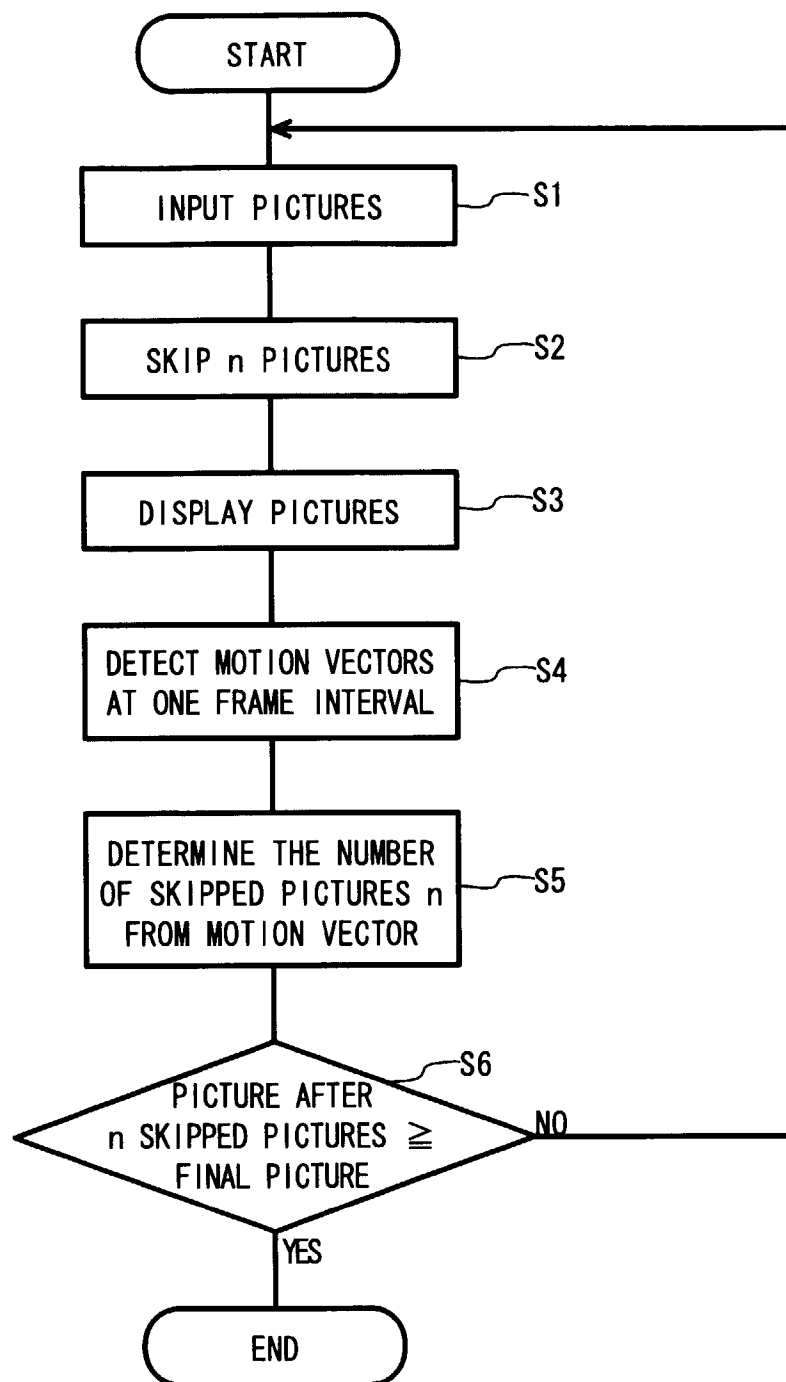 START
INPUT PICTURES
S1
SKIP n PICTURES
S2
DISPLAY PICTURES
S3
DETECT MOTION VECTORS
AT ONE FRAME INTERVAL
S4
DETERMINE THE NUMBER
OF SKIPPED PICTURES n
FROM MOTION VECTOR
S5
S6
PICTURE AFTER
n SKIPPED PICTURES ≧
FINAL PICTURE
NO
YES
END